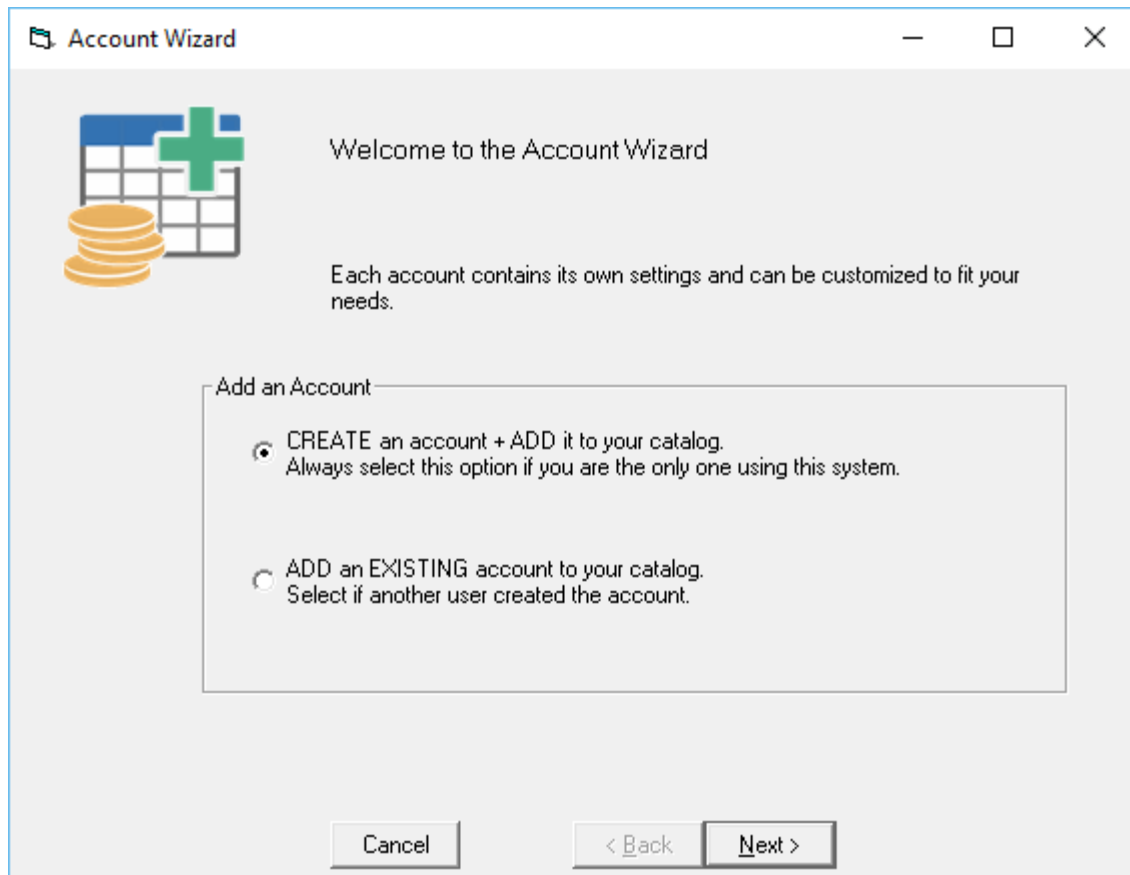 Account Wizard
Welcome to the Account Wizard
Each account contains its own settings and can be customized to fit your
needs.
Add an Account
CREATE an account + ADD it to your catalog.
Always select this option if you are the only one using this system.
ADD an EXISTING account to your catalog.
Select if another user created the account.
Cancel < Back Next >